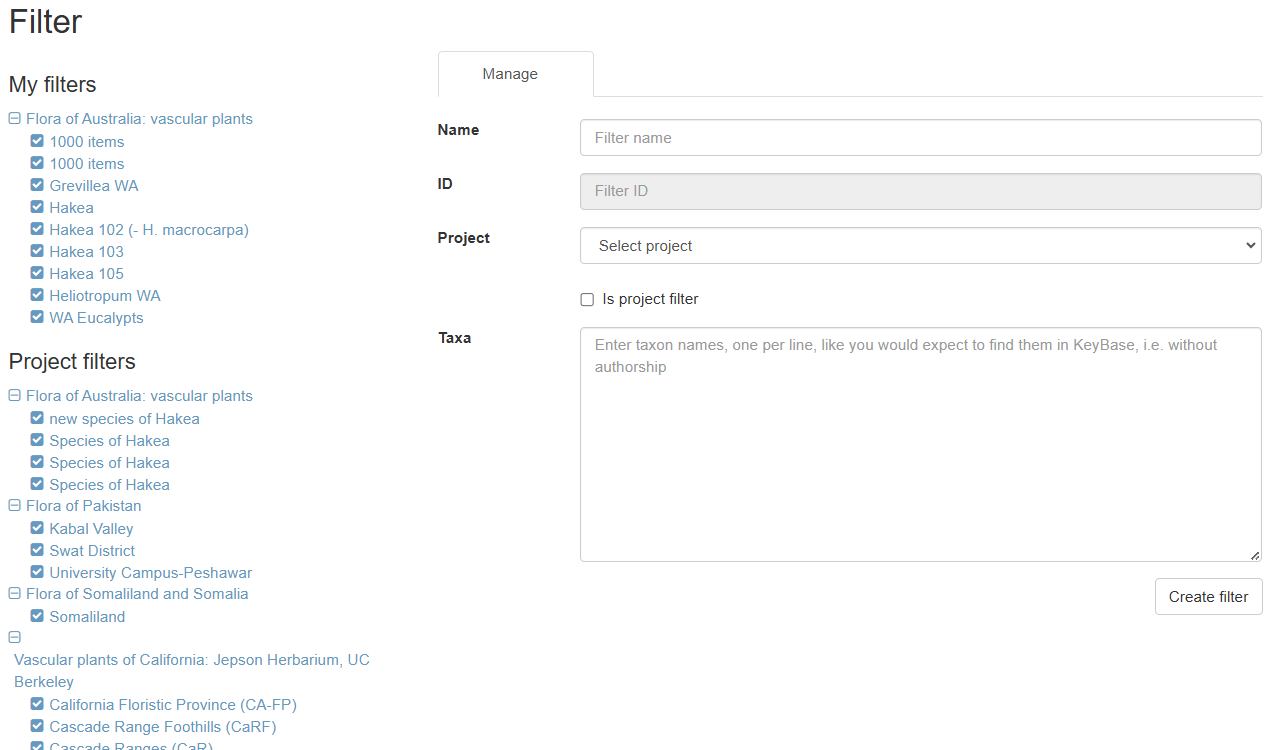 Filter
My filters
Flora of Australia: vascular plants
1000 items
1000 items
Grevillea WA
Hakea
Hakea 102 (- H. macrocarpa)
Hakea 103
Hakea 105
Heliotropum WA
WA Eucalypts
Project filters
Flora of Australia: vascular plants
new species of Hakea
Species of Hakea
Species of Hakea
Species of Hakea
Flora of Pakistan
Kabal Valley
Swat District
University Campus-Peshawar
Flora of Somaliland and Somalia
Somaliland
Vascular plants of California: Jepson Herbarium, UC
Berkeley
California Floristic Province (CA-FP)
Cascade Range Foothills (CaRF)
Cascade Ranges (CaR)
Manage
Name
Filter name
ID
Filter ID
Project
Select project
Is project filter
Taxa
Enter taxon names, one per line, like you would expect to find them in KeyBase, i.e. without
authorship
Create filter